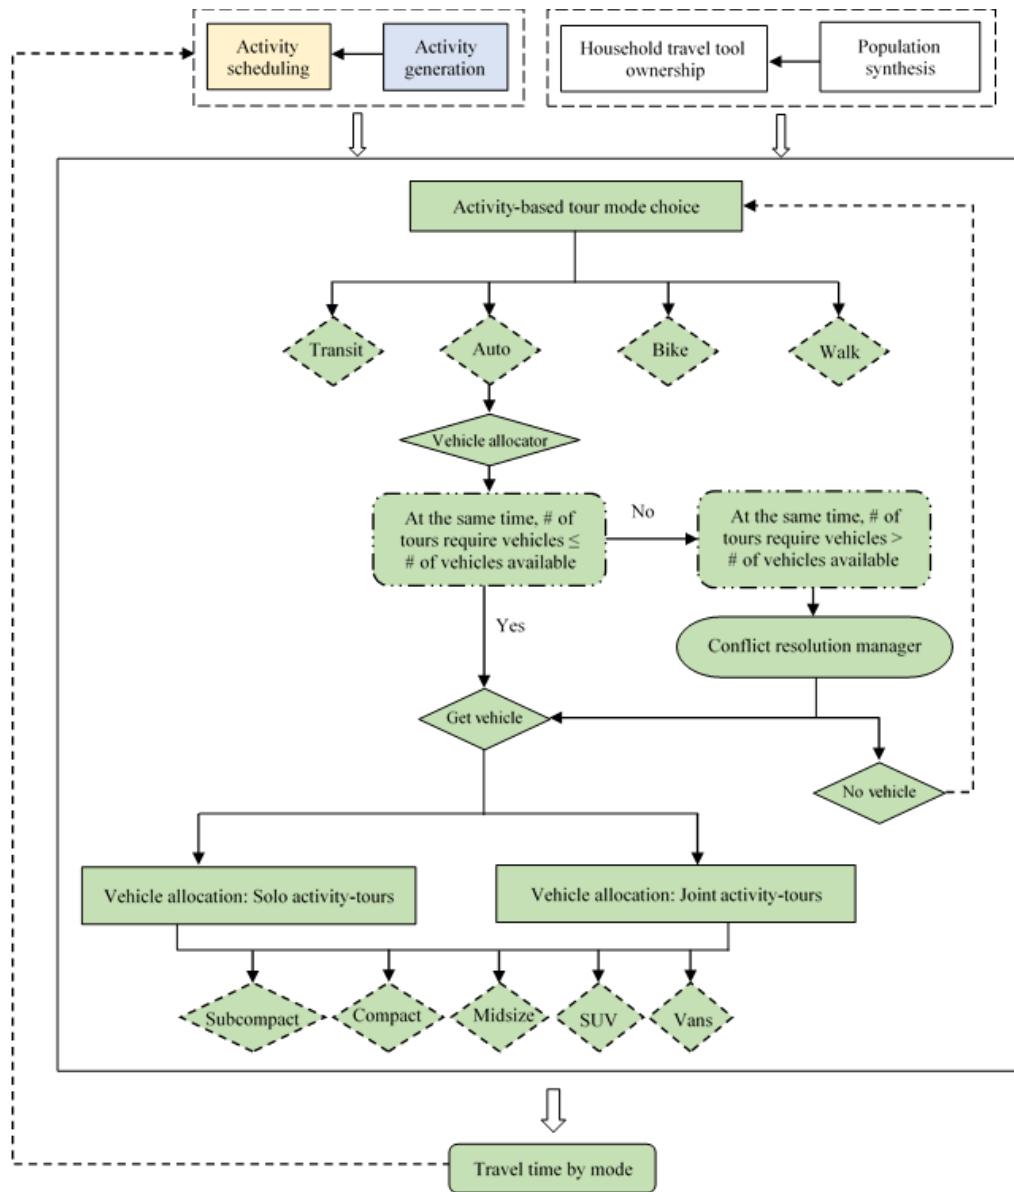 Activity
scheduling
Activity
generation
Household travel tool
ownership
Population
synthesis
Activity-based tour mode choice
Transit
Auto
Bike
Walk
Vehicle allocator
At the same time, # of
tours require vehicles ≤
# of vehicles available
No
At the same time, # of
tours require vehicles >
# of vehicles available
Yes
Conflict resolution manager
Get vehicle
No vehicle
Vehicle allocation: Solo activity-tours
Vehicle allocation: Joint activity-tours
Subcompact
Compact
Midsize
SUV
Vans
Travel time by mode